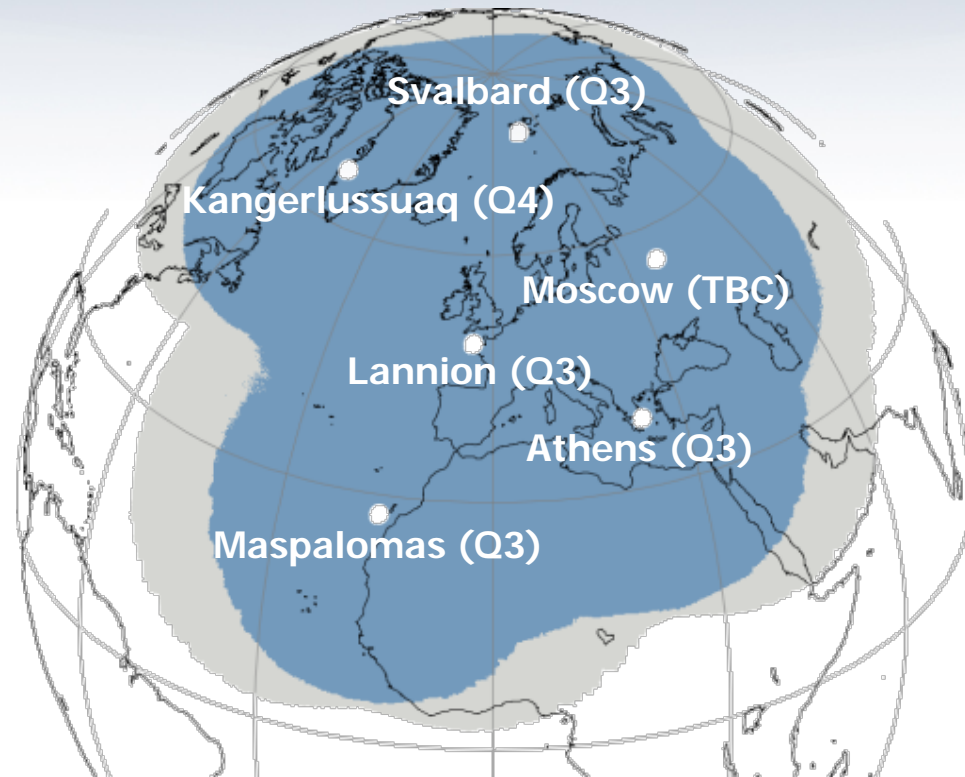 Svalbard (Q3)
Kangerlussuaq (Q4)
Moscow (TBC)
Lannion (Q3)
Athens (Q3)
Maspalomas (Q3)